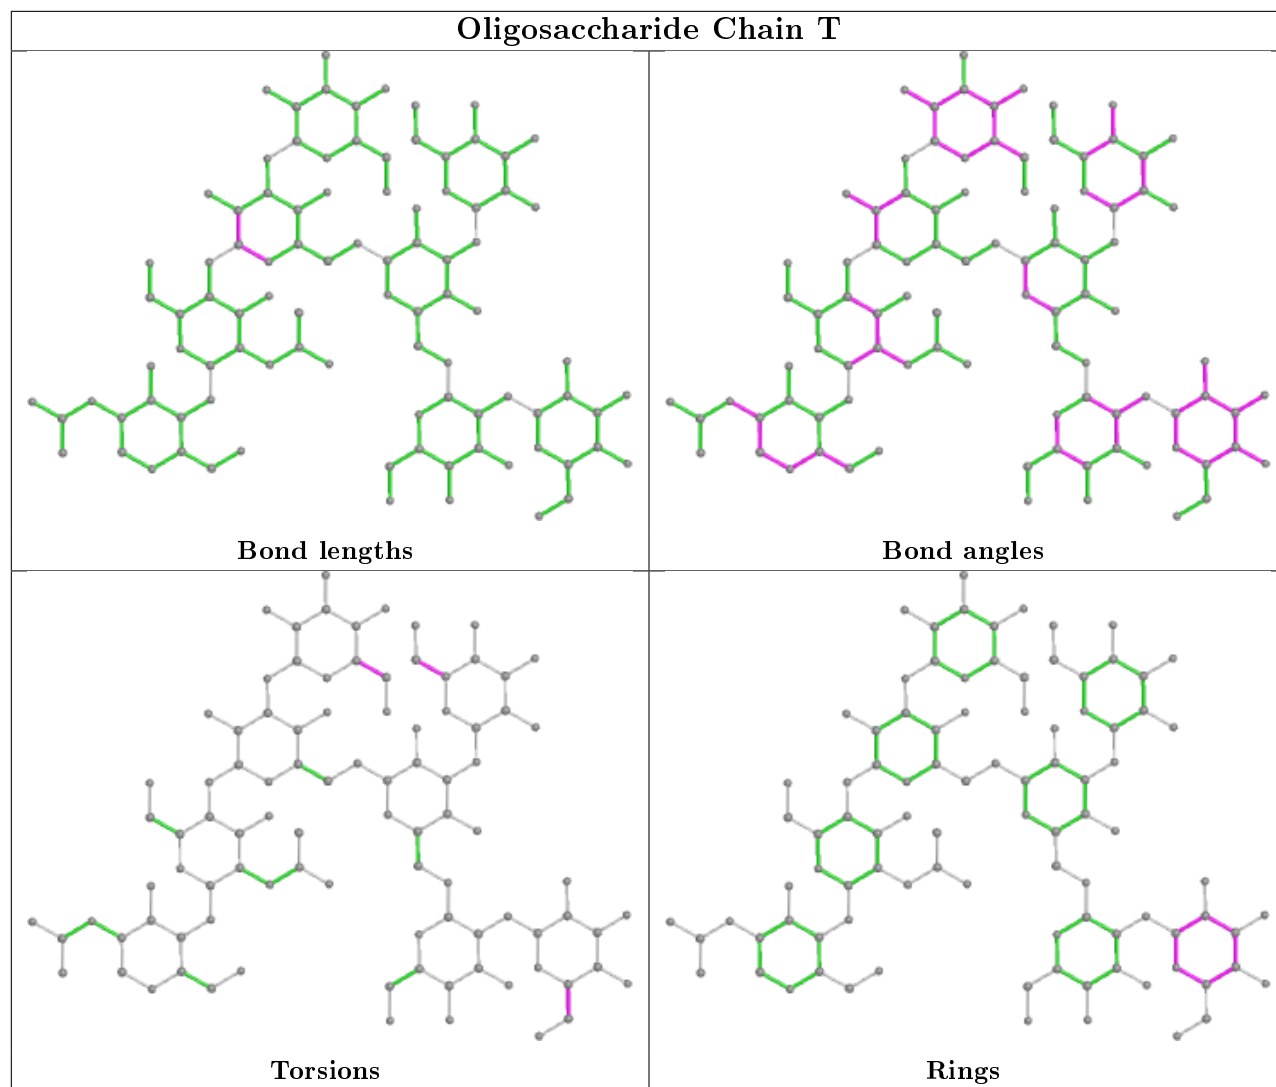 Oligosaccharide Chain T
Bond lengths
Bond angles
Torsions
Rings